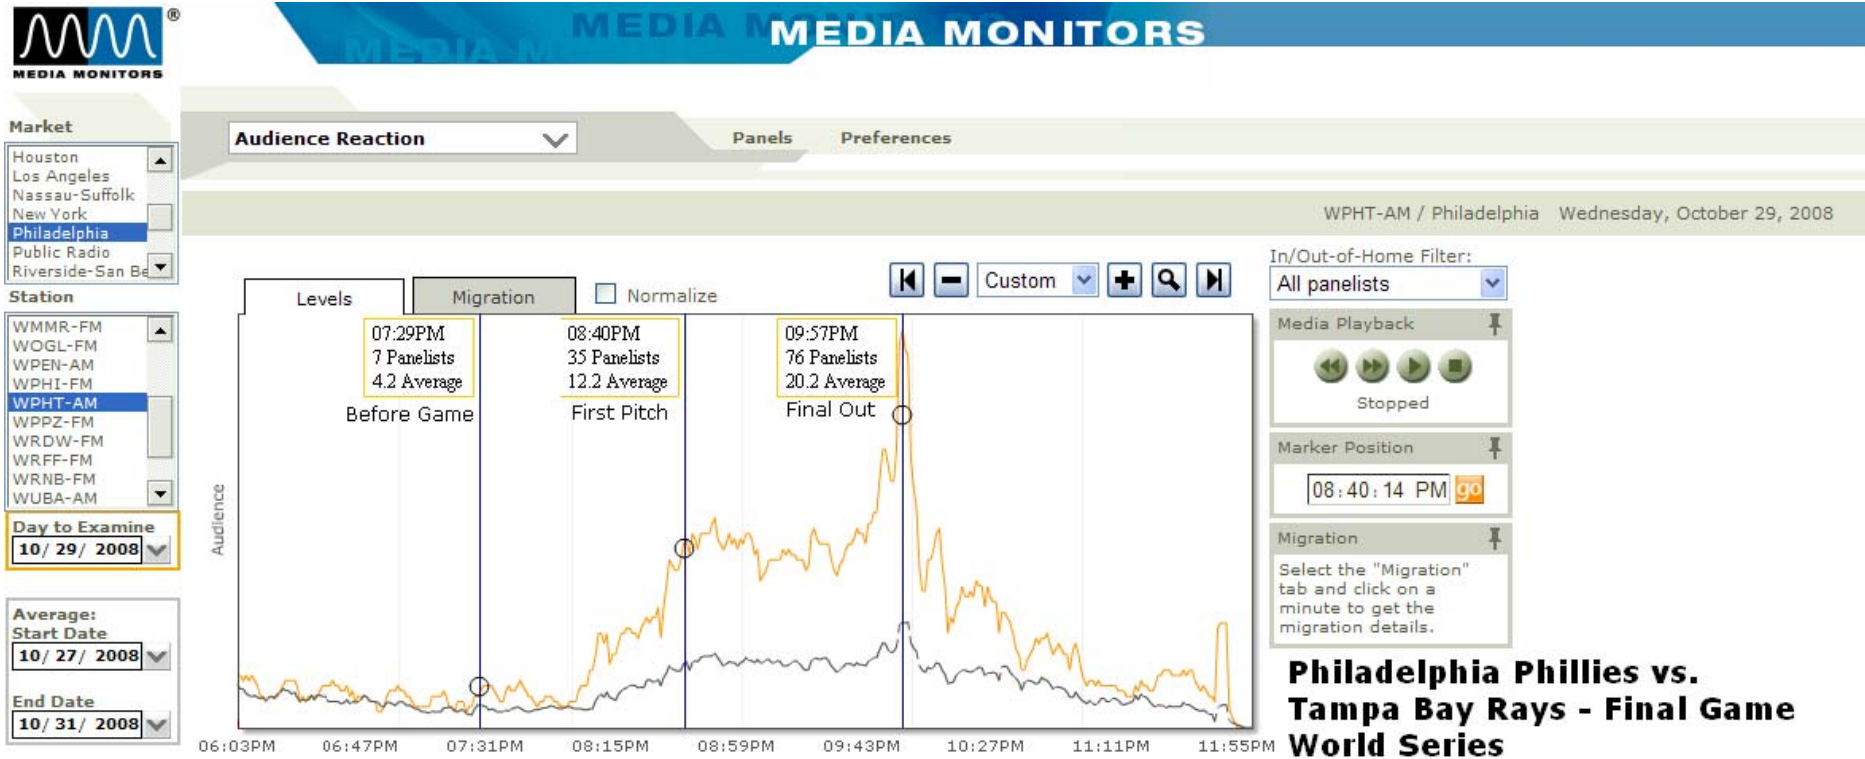 ®
MEDIA MONITORS
MEDIA MONITORS
Market
Houston
Los Angeles
Nassau-Suffolk
New York
Philadelphia
Public Radio
Riverside-San Be
Station
WMMR-FM
WOGL-FM
WPEN-AM
WPHI-FM
WPHT-AM
WPPZ-FM
WRDW-FM
WRFF-FM
WRNB-FM
WUBA-AM
Day to Examine
10/ 29/ 2008
Average:
Start Date
10/ 27/ 2008
End Date
10/ 31/ 2008
Audience Reaction
Panels Preferences
WPHT-AM / Philadelphia Wednesday, October 29, 2008
Levels
Migration
Normalize
Custom
In/Out-of-Home Filter:
All panelists
07:29PM
7 Panelists
4.2 Average
Before Game
08:40PM
35 Panelists
12.2 Average
First Pitch
09:57PM
76 Panelists
20.2 Average
Final Out
Audience
06:03PM 06:47PM 07:31PM 08:15PM 08:59PM 09:43PM 10:27PM 11:11PM 11:55PM
Media Playback
Stopped
Marker Position
08:40:14 PM go
Migration
Select the "Migration"
tab and click on a
minute to get the
migration details.
Philadelphia Phillies vs.
Tampa Bay Rays - Final Game
World Series